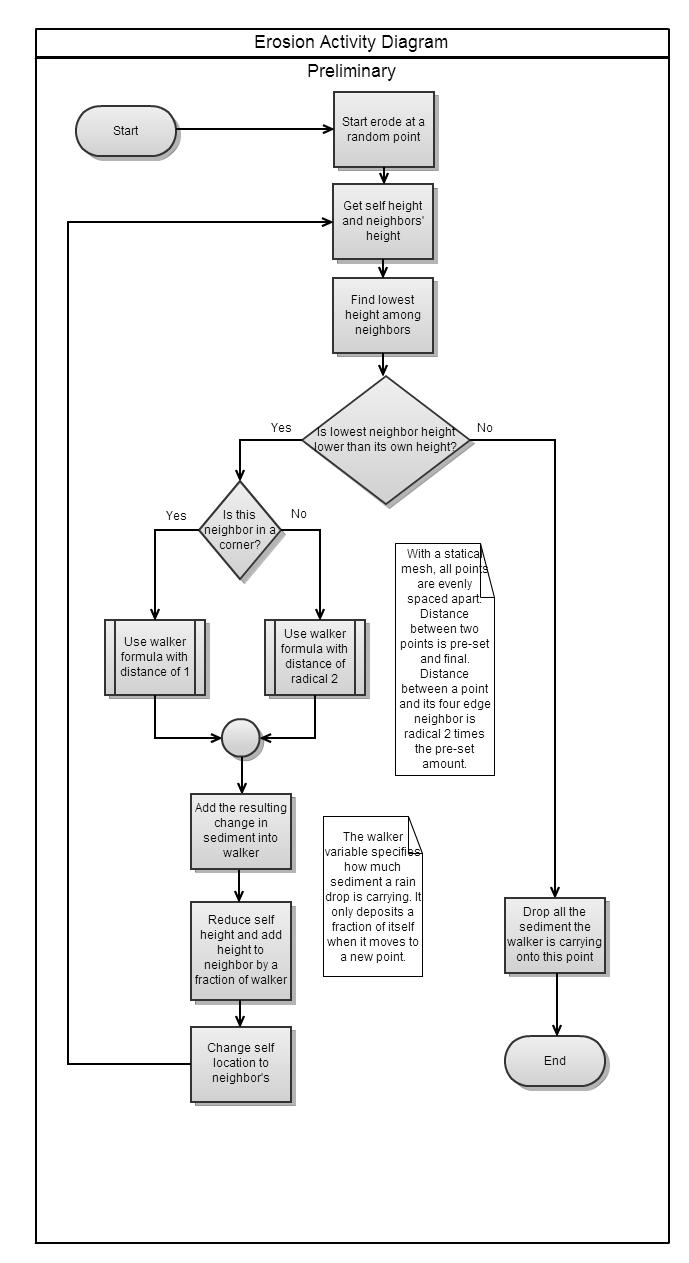 Erosion Activity Diagram
Preliminary
Start
Start erode at a
random point
Get self height
and neighbors'
height
Find lowest
height among
neighbors
Is lowest neighbor height
lower than its own height?
Yes
No
Is this
neighbor in a
corner?
Yes
No
Use walker
formula with
distance of 1
Use walker
formula with
distance of
radical 2
With a statical
mesh, all points
are evenly
spaced apart.
Distance
between two
points is pre-set
and final.
Distance
between a point
and its four edge
neighbor is
radical 2 times
the pre-set
amount.
Add the resulting
change in
sediment into
walker
The walker
variable specifies
how much
sediment a rain
drop is carrying. It
only deposits a
fraction of itself
when it moves to
a new point.
Reduce self
height and add
height to
neighbor by a
fraction of walker
Drop all the
sediment the
walker is carrying
onto this point
Change self
location to
neighbor's
End